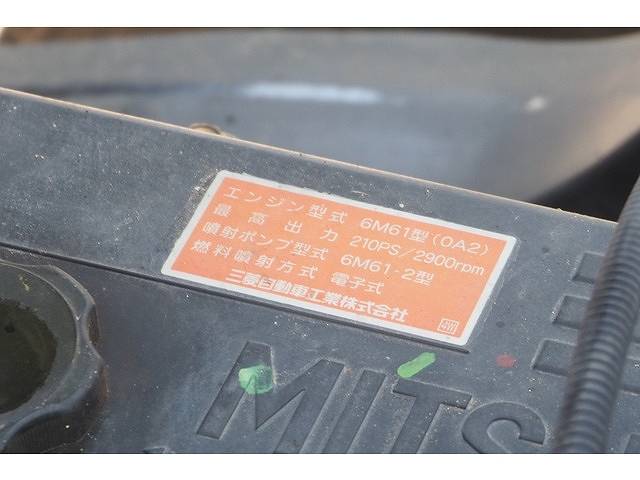 エンジン型式 6M61型(0A2)
最高出力 210PS/2900rpm
噴射ポンプ型式 6M61-2型
燃料噴射方式 電子式
三菱自動車工業株式会社
MITSU